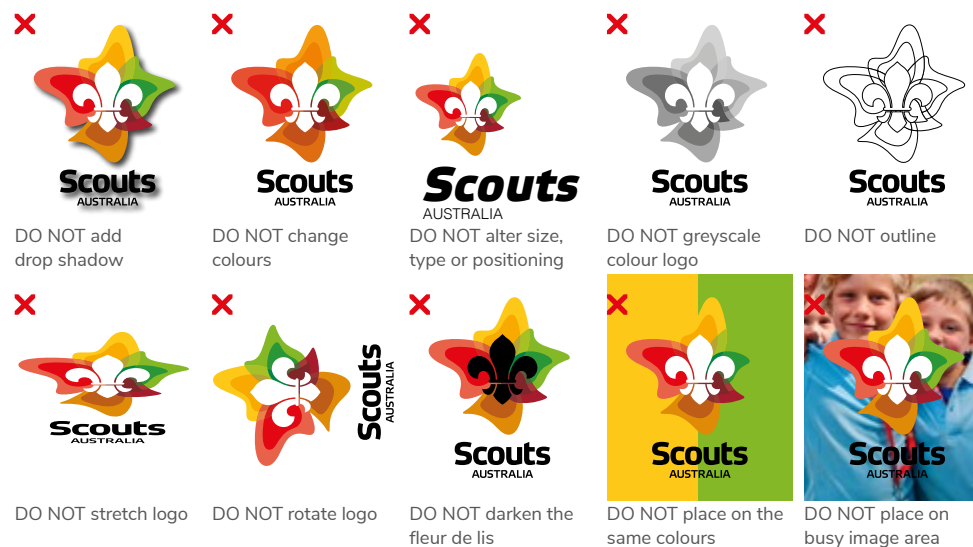 Scouts
AUSTRALIA
DO NOT add
drop shadow
Scouts
AUSTRALIA
DO NOT change
colours
Scouts
AUSTRALIA
DO NOT alter size,
type or positioning
Scouts
AUSTRALIA
DO NOT greyscale
colour logo
Scouts
AUSTRALIA
DO NOT outline
Scouts
AUSTRALIA
DO NOT stretch logo
Scouts
AUSTRALIA
DO NOT rotate logo
Scouts
AUSTRALIA
DO NOT darken the
fleur de lis
Scouts
AUSTRALIA
DO NOT place on the
same colours
Scouts
AUSTRALIA
DO NOT place on
busy image area